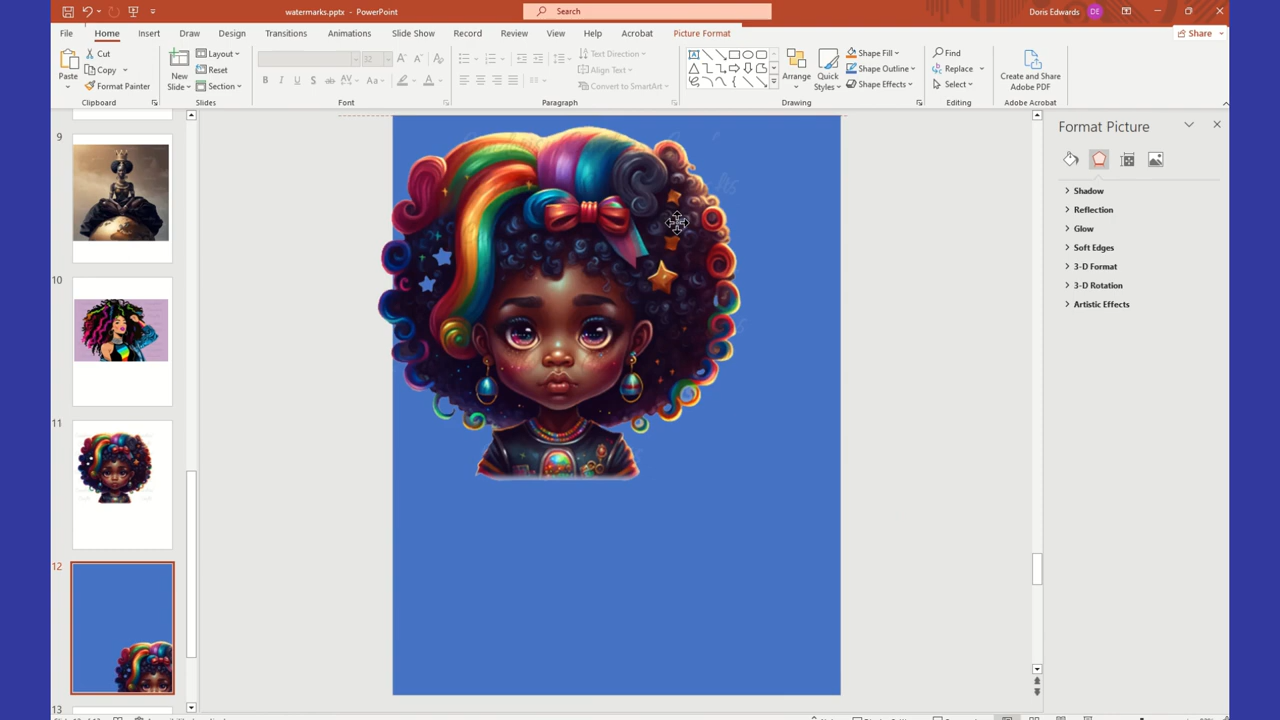 watermarks.pptx - PowerPoint
Search
Doris Edwards
DE
File
Home
Insert
Draw
Design
Transitions
Animations
Slide Show
Record
Review
View
Help
Acrobat
Picture Format
Share
Paste
Cut
Copy
Format Painter
Clipboard
New
Slide
Layout
Reset
Section
Slides
32
B
I
U
S
ab
AV
Aa
A
Font
Text Direction
Align Text
Convert to SmartArt
Paragraph
Arrange
Quick
Styles
Shape Fill
Shape Outline
Shape Effects
Drawing
Find
Replace
Select
Editing
Create and Share
Adobe PDF
Adobe Acrobat
Format Picture
Shadow
Reflection
Glow
Soft Edges
3-D Format
3-D Rotation
Artistic Effects
9
10
11
12
13